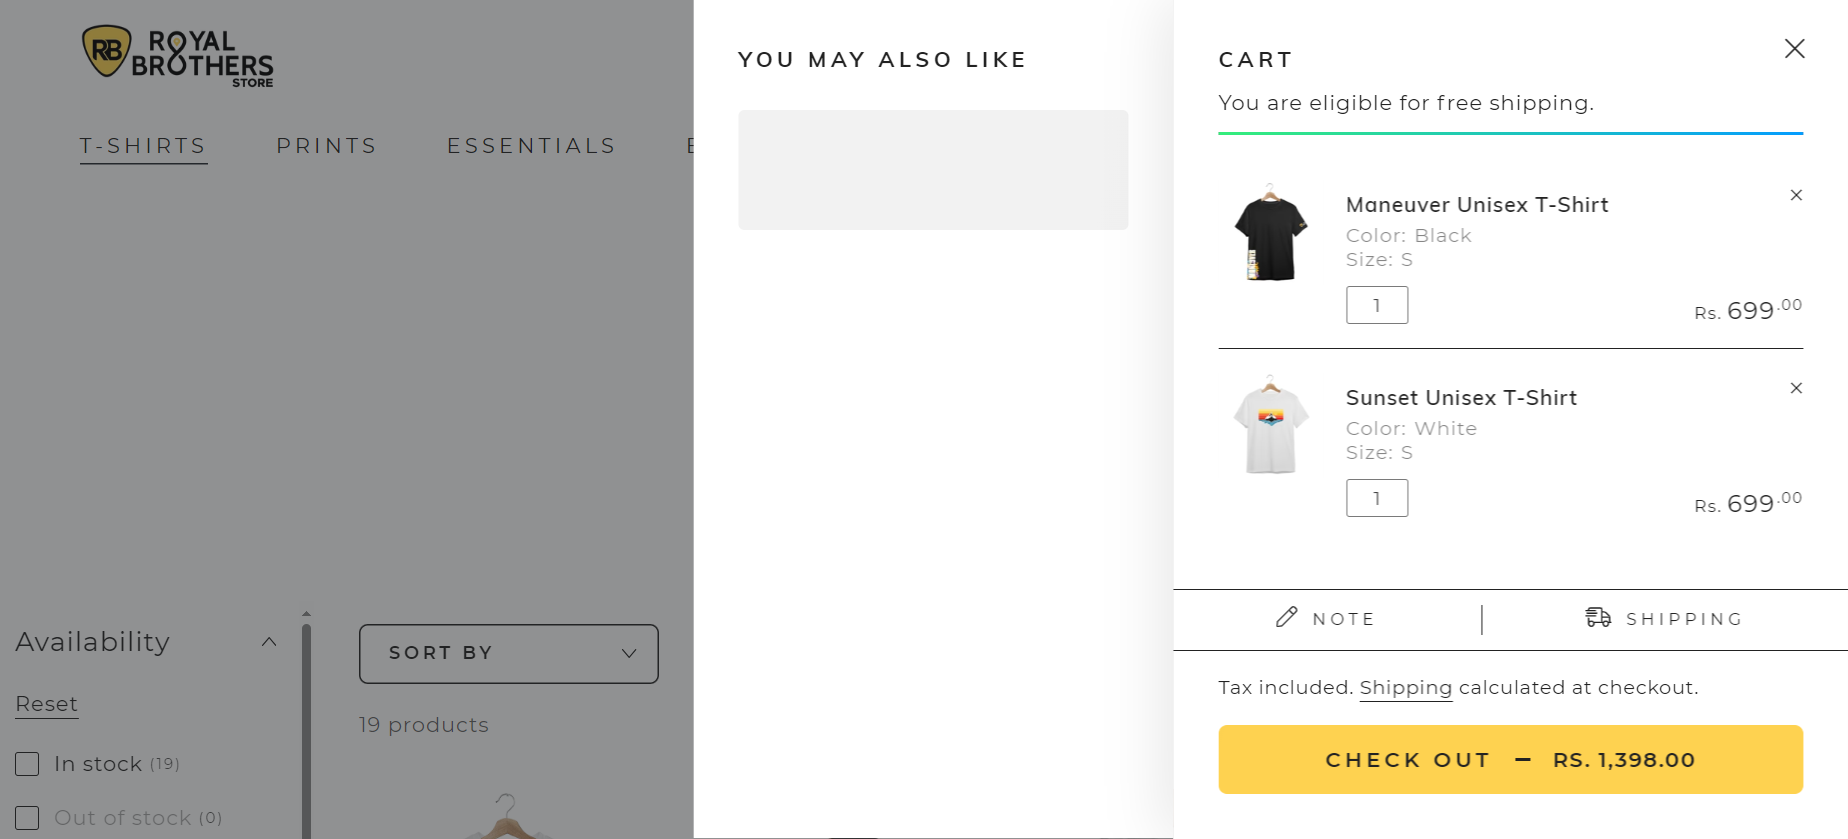 RB ROYAL
BROTHERS
STORE
T-SHIRTS PRINTS ESSENTIALS
Availability
Reset
In stock (19)
Out of stock (0)
SORT BY
19 products
YOU MAY ALSO LIKE
CART
You are eligible for free shipping.
Maneuver Unisex T-Shirt
Color: Black
Size: S
1
Rs. 699.00
Sunset Unisex T-Shirt
Color: White
Size: S
1
Rs. 699.00
NOTE
SHIPPING
Tax included. Shipping calculated at checkout.
CHECK OUT — RS. 1,398.00